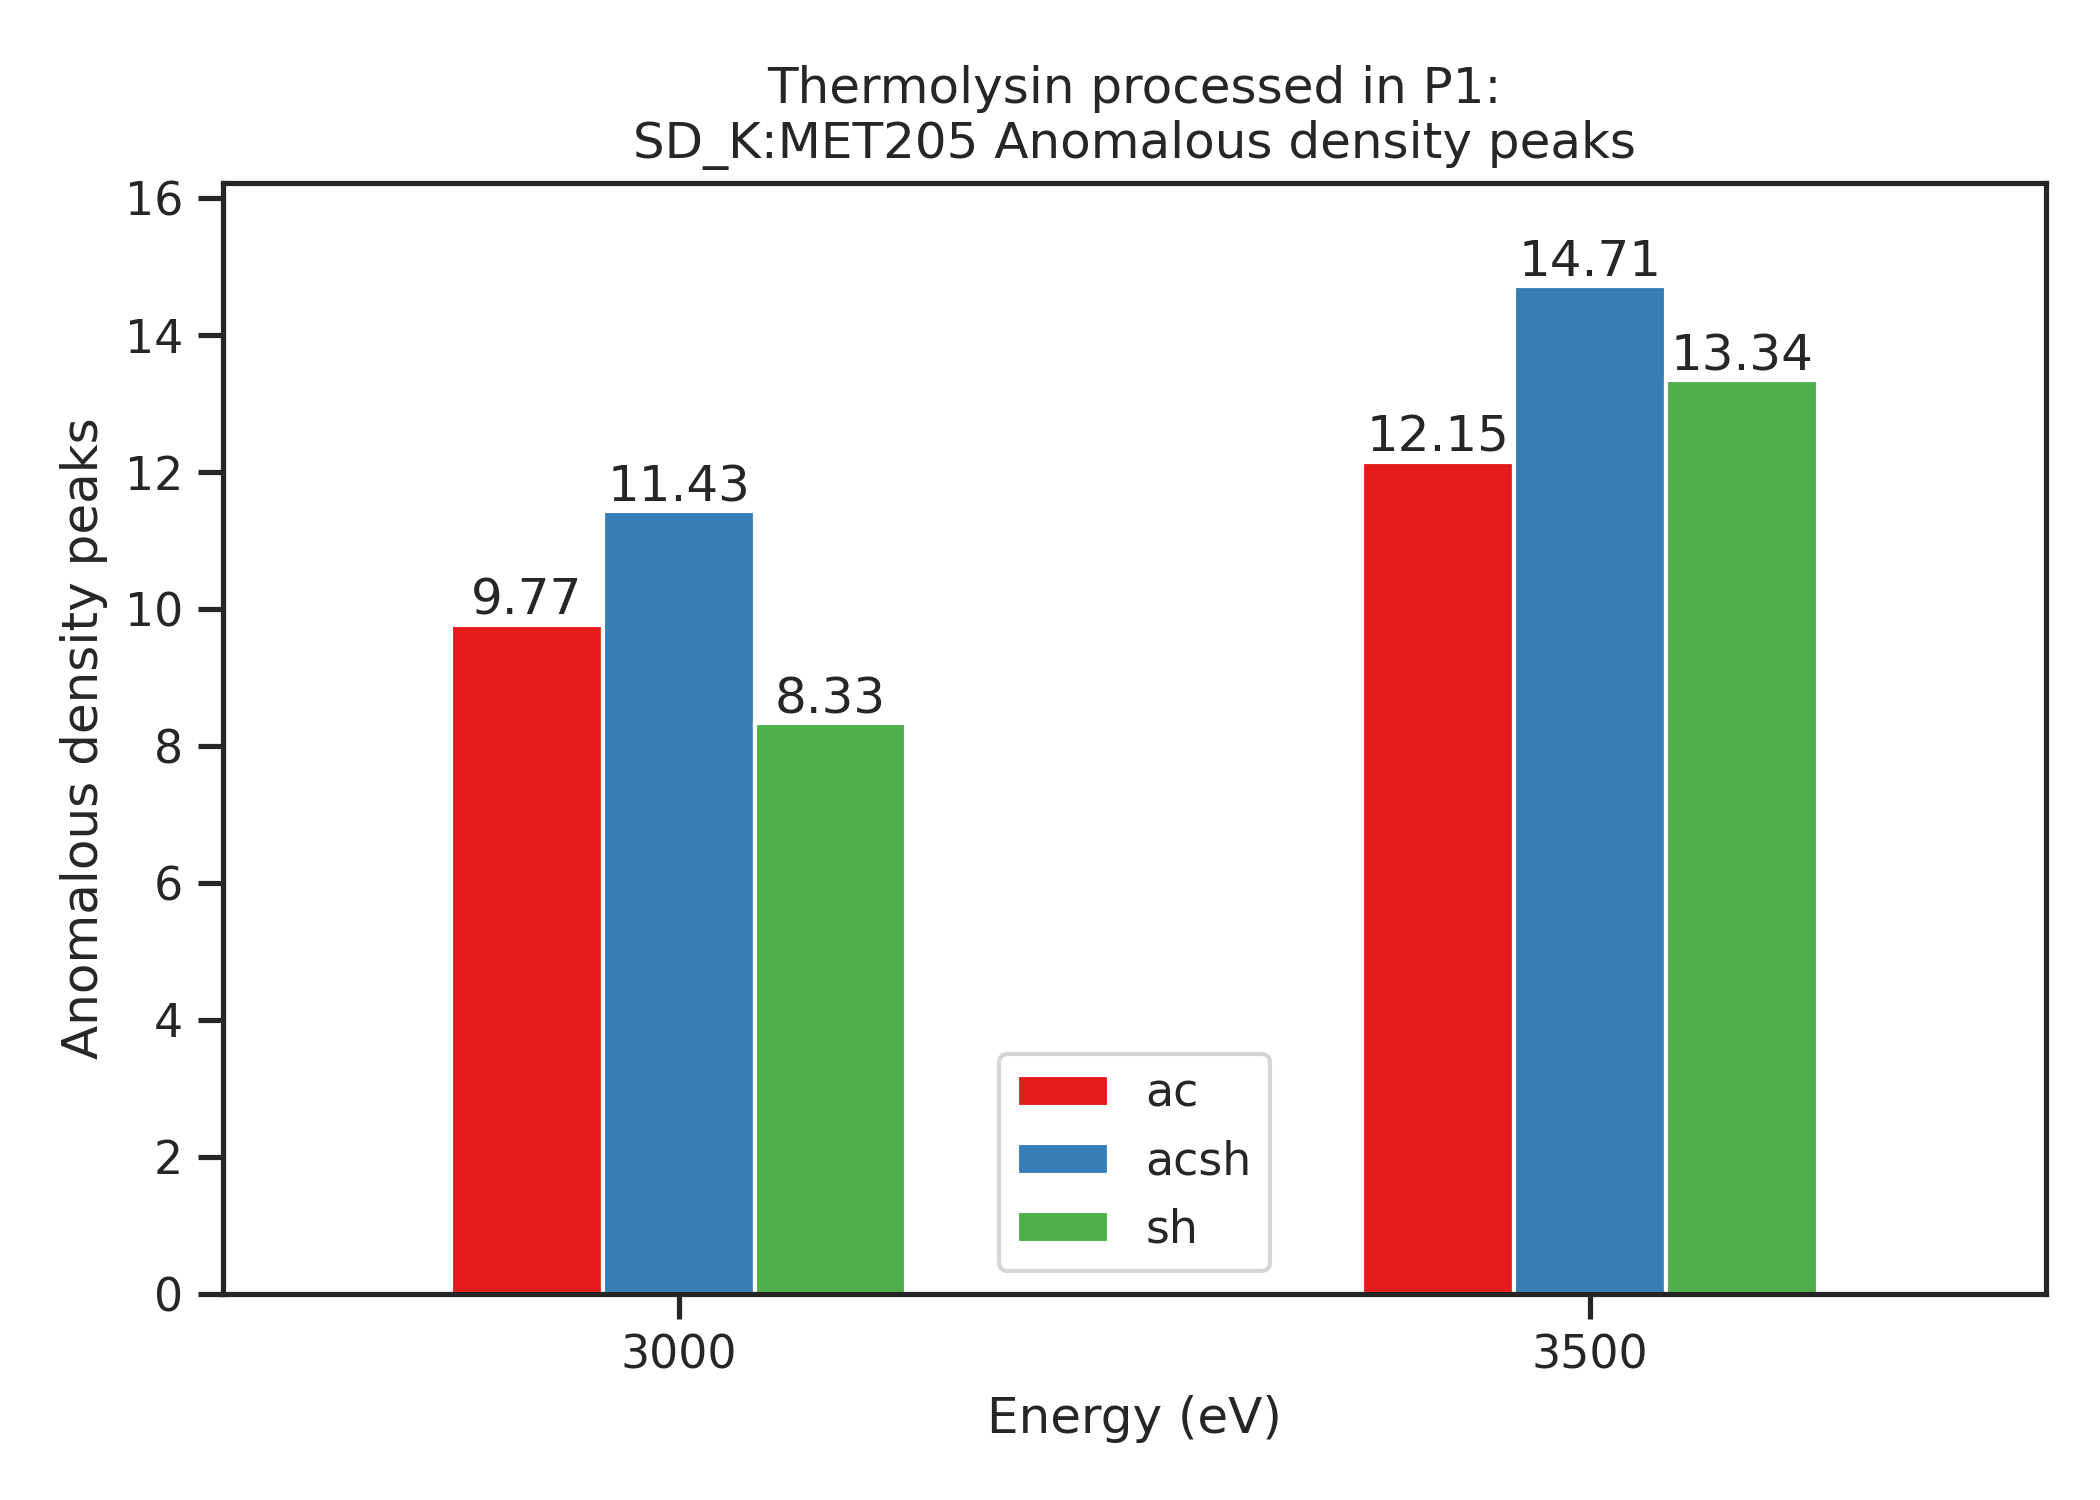 Thermolysin processed in P1:
SD_K:MET205 Anomalous density peaks
Anomalous density peaks
16
14
12
10
8
6
4
2
0
9.77
11.43
8.33
12.15
14.71
13.34
ac
acsh
sh
3000
3500
Energy (eV)